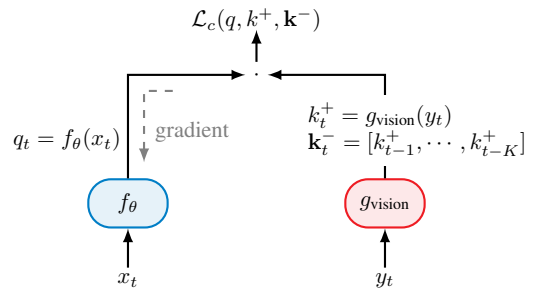 ℒ_c(q, k⁺, 𝐤⁻)
·
k_t⁺ = g_vision(y_t)
q_t = f_θ(x_t)
gradient
𝐤_t⁻ = [k_{t−1}⁺, ⋯ , k_{t−K}⁺]
f_θ
g_vision
x_t
y_t